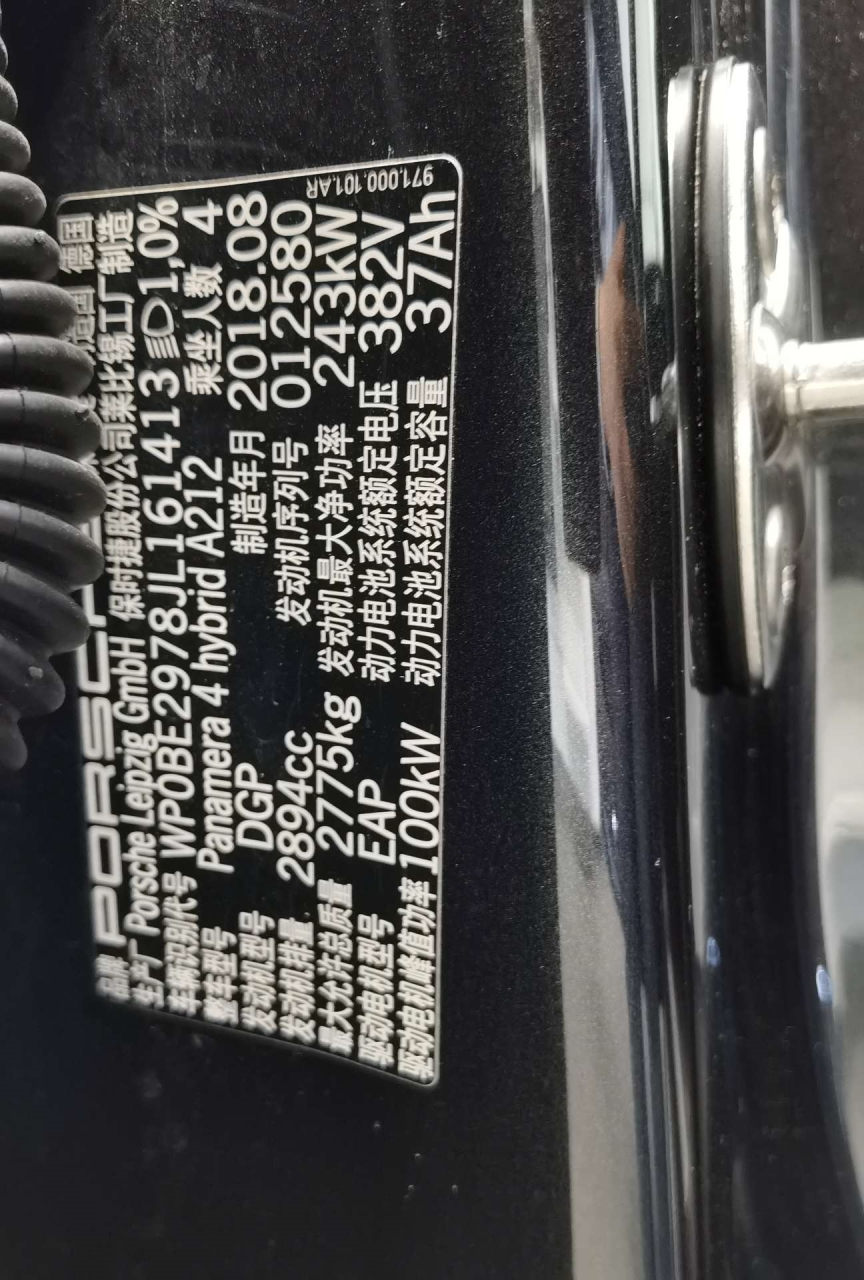 品牌 PORSCHE 制造国 德国
生产厂 Porsche Leipzig GmbH 保时捷股份公司莱比锡工厂制造
车辆识别代号 WP0BE2978JL161413 1,0%
整车型号 Panamera 4 hybrid A212 乘坐人数 4
发动机型号 DGP 制造年月 2018.08
发动机排量 2894cc 发动机序列号 012580
最大允许总质量 2775kg 发动机最大净功率 243kW
驱动电机型号 EAP 动力电池系统额定电压 382V
驱动电机峰值功率 100kW 动力电池系统额定容量 37Ah
971.000.101.AR